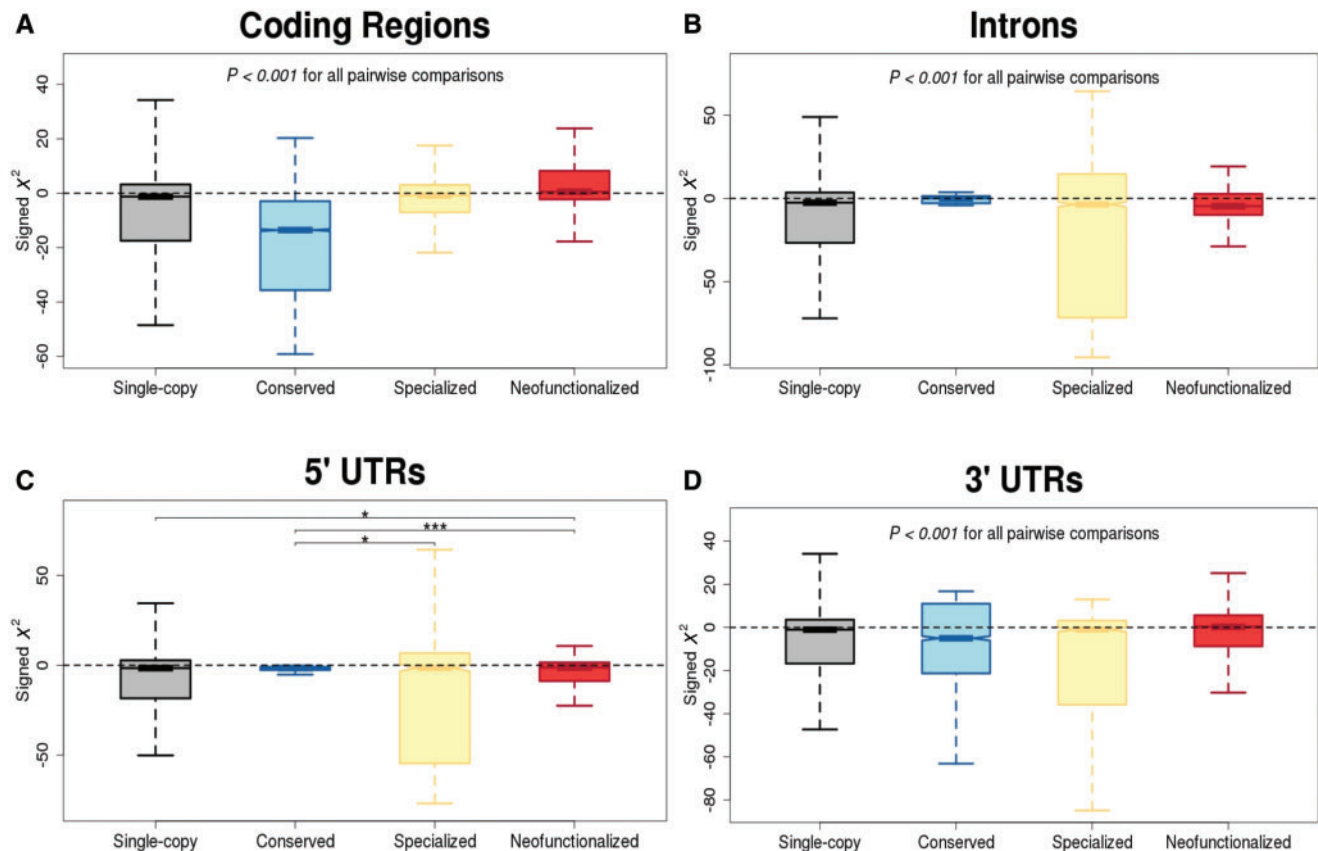 A
Coding Regions
P < 0.001 for all pairwise comparisons
Signed X²
40
20
0
-20
-40
-60
Single-copy Conserved Specialized Neofunctionalized
B
Introns
P < 0.001 for all pairwise comparisons
Signed X²
50
0
-50
-100
Single-copy Conserved Specialized Neofunctionalized
C
5' UTRs
*
***
*
Signed X²
50
0
-50
Single-copy Conserved Specialized Neofunctionalized
D
3' UTRs
P < 0.001 for all pairwise comparisons
Signed X²
40
20
0
-20
-40
-60
-80
Single-copy Conserved Specialized Neofunctionalized